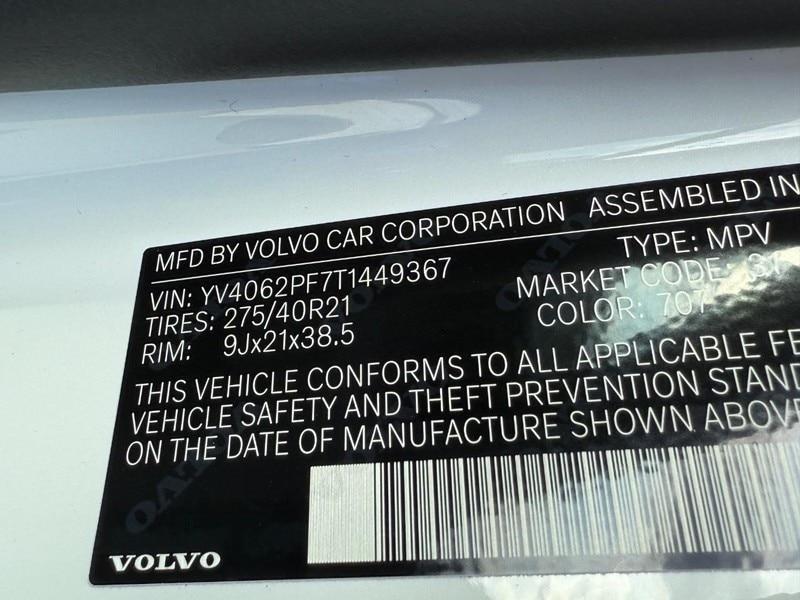 MFD BY VOLVO CAR CORPORATION ASSEMBLED IN
VIN: YV4062PF7T1449367 TYPE: MPV
TIRES: 275/40R21 MARKET CODE:
RIM: 9Jx21x38.5 COLOR: 707
THIS VEHICLE CONFORMS TO ALL APPLICABLE
VEHICLE SAFETY AND THEFT PREVENTION
ON THE DATE OF MANUFACTURE SHOWN ABOVE
VOLVO